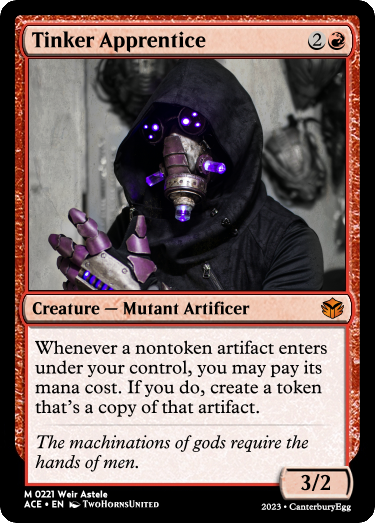 Tinker Apprentice 2
Creature — Mutant Artificer
Whenever a nontoken artifact enters
under your control, you may pay its
mana cost. If you do, create a token
that's a copy of that artifact.
The machinations of gods require the
hands of men.
3/2
M 0221 Weir Astele
ACE • EN TwoHornsUnited
2023 • CanterburyEgg